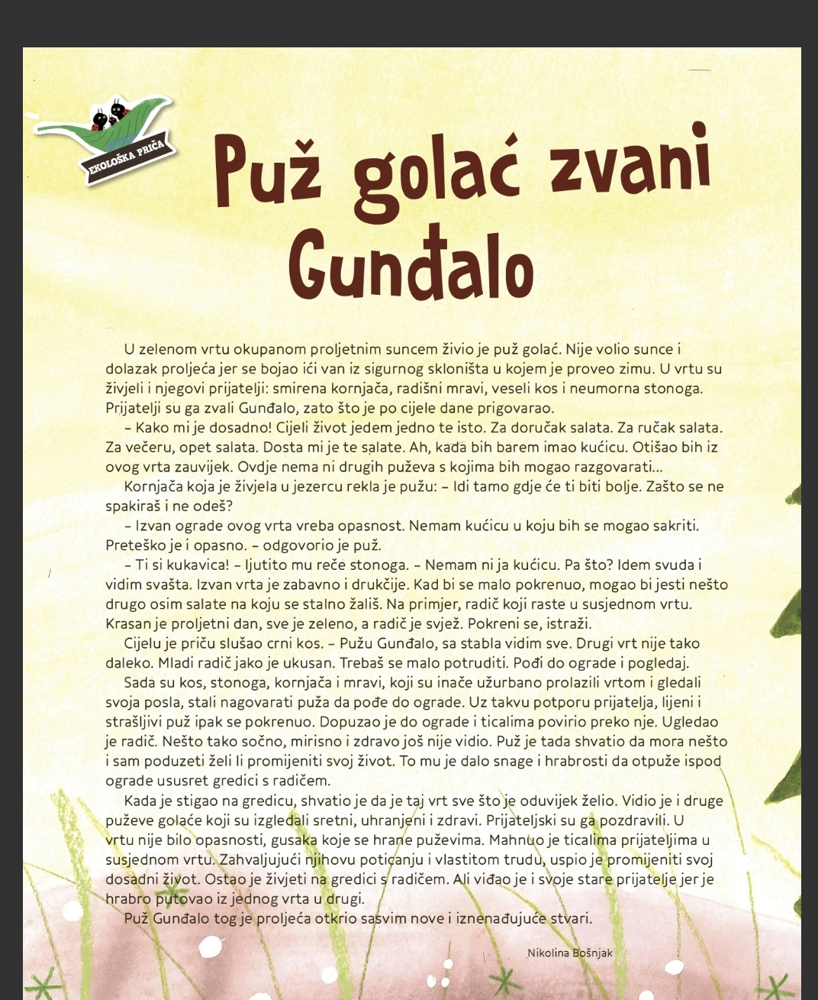 EKOLOŠKA PRIČA
Puž golać zvani
Gunđalo
U zelenom vrtu okupanom proljetnim suncem živio je puž golać. Nije volio sunce i
dolazak proljeća jer se bojao ići van iz sigurnog skloništa u kojem je proveo zimu. U vrtu su
živjeli i njegovi prijatelji: smirena kornjača, radišni mravi, veseli kos i neumorna stonoga.
Prijatelji su ga zvali Gunđalo, zato što je po cijele dane prigovarao.
– Kako mi je dosadno! Cijeli život jedem jedno te isto. Za doručak salata. Za ručak salata.
Za večeru, opet salata. Dosta mi je te salate. Ah, kada bih barem imao kućicu. Otišao bih iz
ovog vrta zauvijek. Ovdje nema ni drugih puževa s kojima bih mogao razgovarati...
Kornjača koja je živjela u jezercu rekla je pužu: – Idi tamo gdje će ti biti bolje. Zašto se ne
spakiraš i ne odeš?
– Izvan ograde ovog vrta vreba opasnost. Nemam kućicu u koju bih se mogao sakriti.
Preteško je i opasno. – odgovorio je puž.
– Ti si kukavica! – ljutito mu reče stonoga. – Nemam ni ja kućicu. Pa što? Idem svuda i
vidim svašta. Izvan vrta je zabavno i drukčije. Kad bi se malo pokrenuo, mogao bi jesti nešto
drugo osim salate na koju se stalno žališ. Na primjer, radič koji raste u susjednom vrtu.
Krasan je proljetni dan, sve je zeleno, a radič je svjež. Pokreni se, istraži.
Cijelu je priču slušao crni kos. – Pužu Gunđalo, sa stabla vidim sve. Drugi vrt nije tako
daleko. Mladi radič jako je ukusan. Trebaš se malo potruditi. Pođi do ograde i pogledaj.
Sada su kos, stonoga, kornjača i mravi, koji su inače užurbano prolazili vrtom i gledali
svoja posla, stali nagovarati puža da pođe do ograde. Uz takvu potporu prijatelja, lijeni i
strašljivi puž ipak se pokrenuo. Dopuzao je do ograde i ticalima povirio preko nje. Ugledao
je radič. Nešto tako sočno, mirisno i zdravo još nije vidio. Puž je tada shvatio da mora nešto
i sam poduzeti želi li promijeniti svoj život. To mu je dalo snage i hrabrosti da otpuže ispod
ograde ususret gredici s radičem.
Kada je stigao na gredicu, shvatio je da je taj vrt sve što je oduvijek želio. Vidio je i druge
puževe golaće koji su izgledali sretni, uhranjeni i zdravi. Prijateljski su ga pozdravili. U
vrtu nije bilo opasnosti, gusaka koje se hrane puževima. Mahnuo je ticalima prijateljima u
susjednom vrtu. Zahvaljujući njihovu poticanju i vlastitom trudu, uspio je promijeniti svoj
dosadni život. Ostao je živjeti na gredici s radičem. Ali viđao je i svoje stare prijatelje jer je
hrabro putovao iz jednog vrta u drugi.
Puž Gunđalo tog je proljeća otkrio sasvim nove i iznenađujuće stvari.
Nikolina Bošnjak